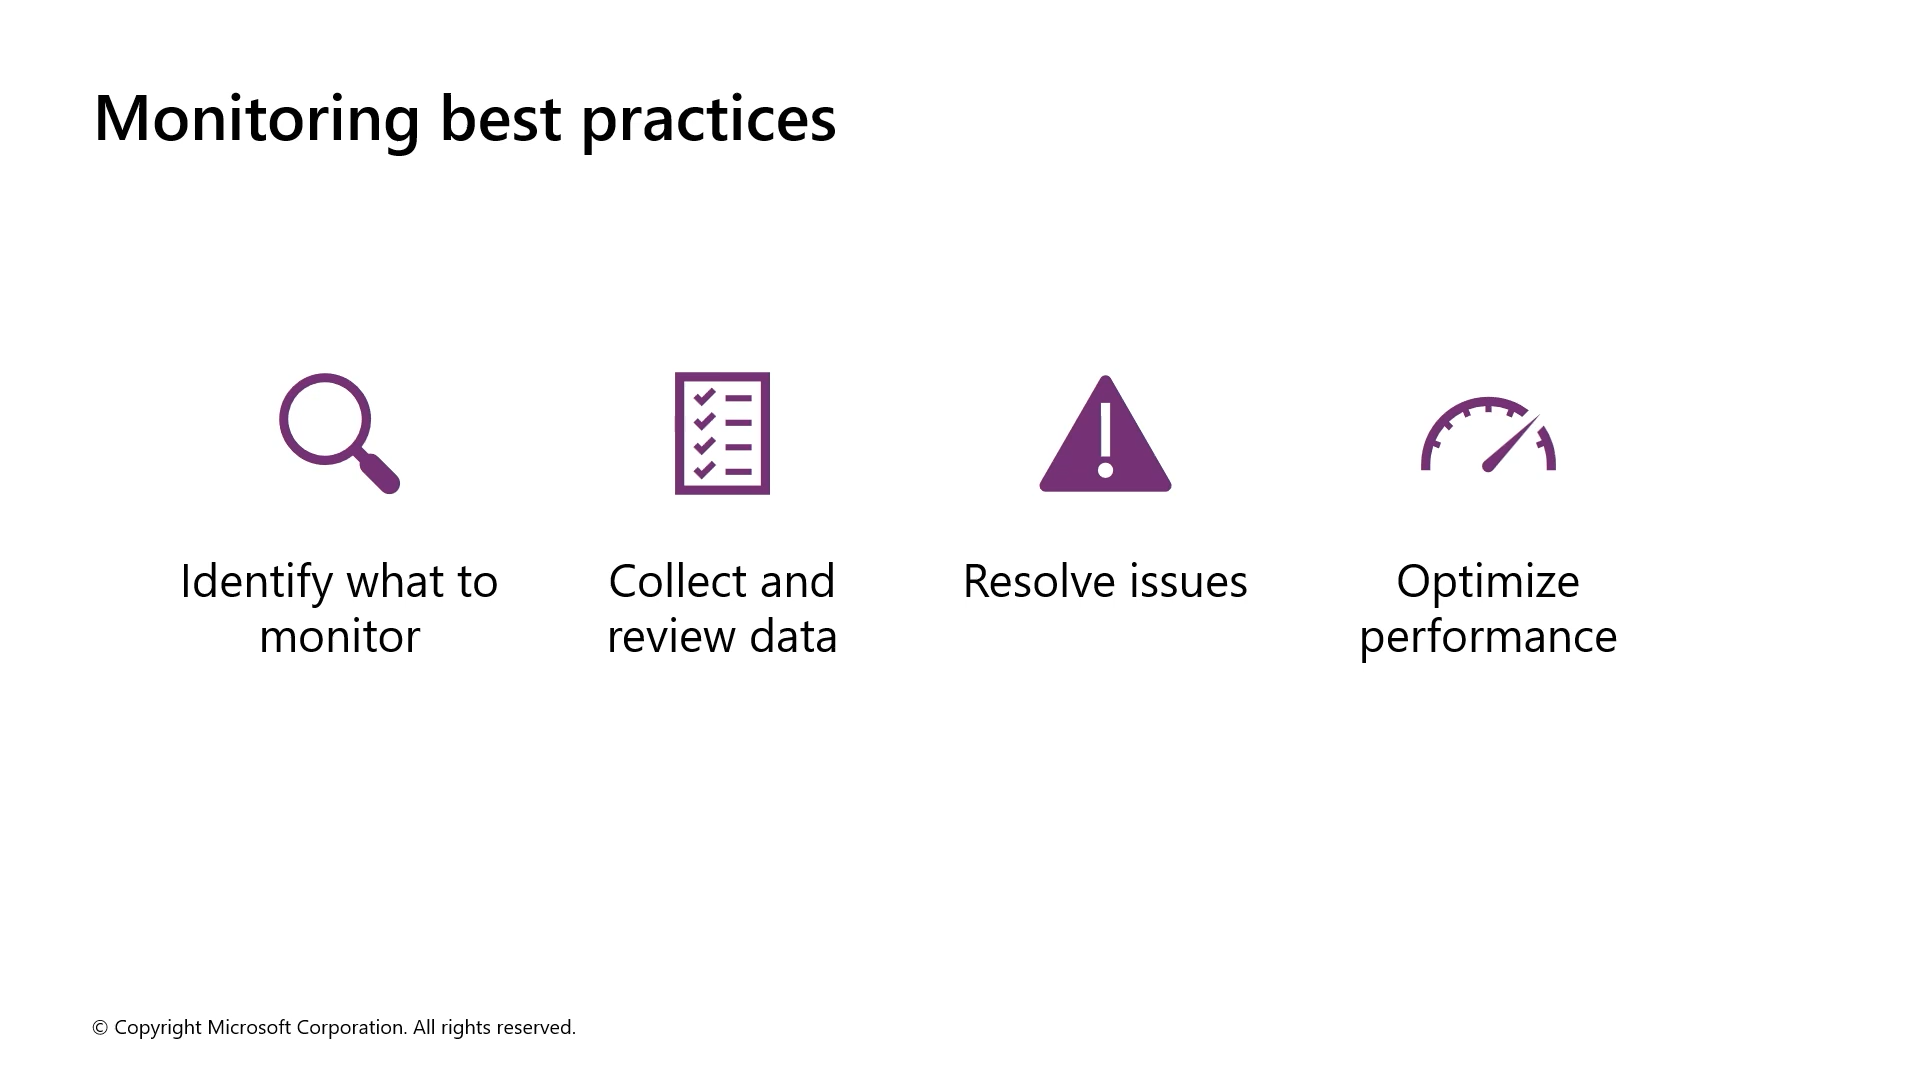 Monitoring best practices
Identify what to
monitor
Collect and
review data
Resolve issues
Optimize
performance
© Copyright Microsoft Corporation. All rights reserved.